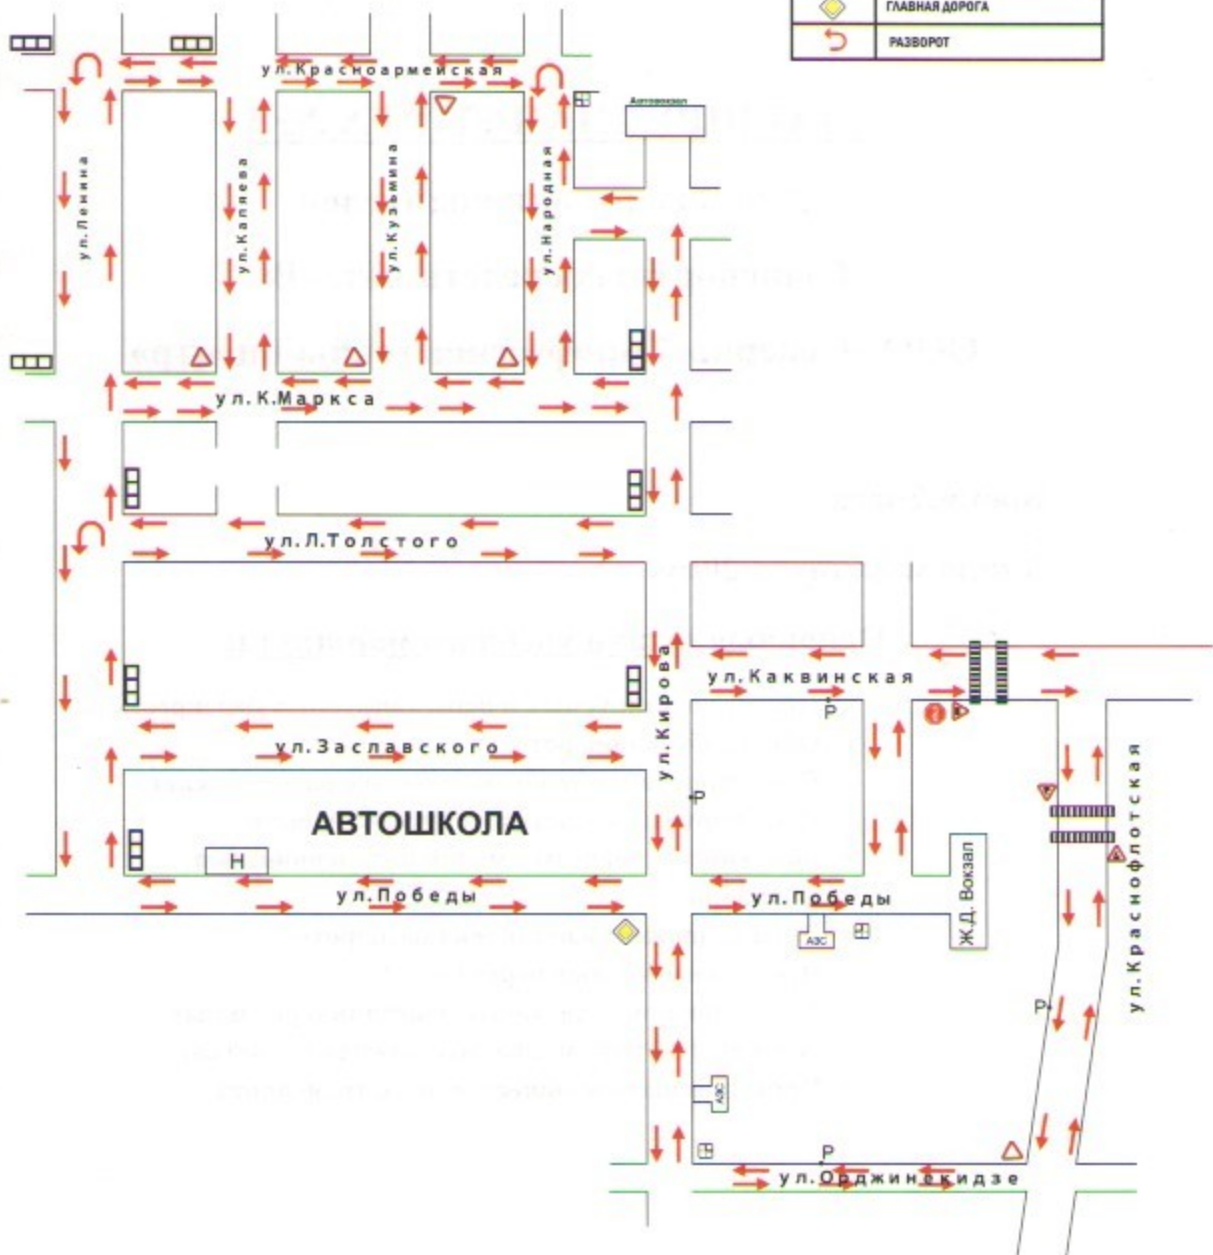 ГЛАВНАЯ ДОРОГА
РАЗВОРОТ
ул.Красноармейская
Автовокзал
ул.Ленина
ул.Каляева
ул.Кузьмина
ул.Народная
ул.К.Маркса
ул.Л.Толстого
ул.Каквинская
Р
ул.Кирова
ул.Заславского
Р
АВТОШКОЛА
Н
ул.Победы
ул.Победы
АЗС
Ж.Д. Вокзал
ул.Краснофлотская
Р
АЗС
Р
ул.Орджинекидзе